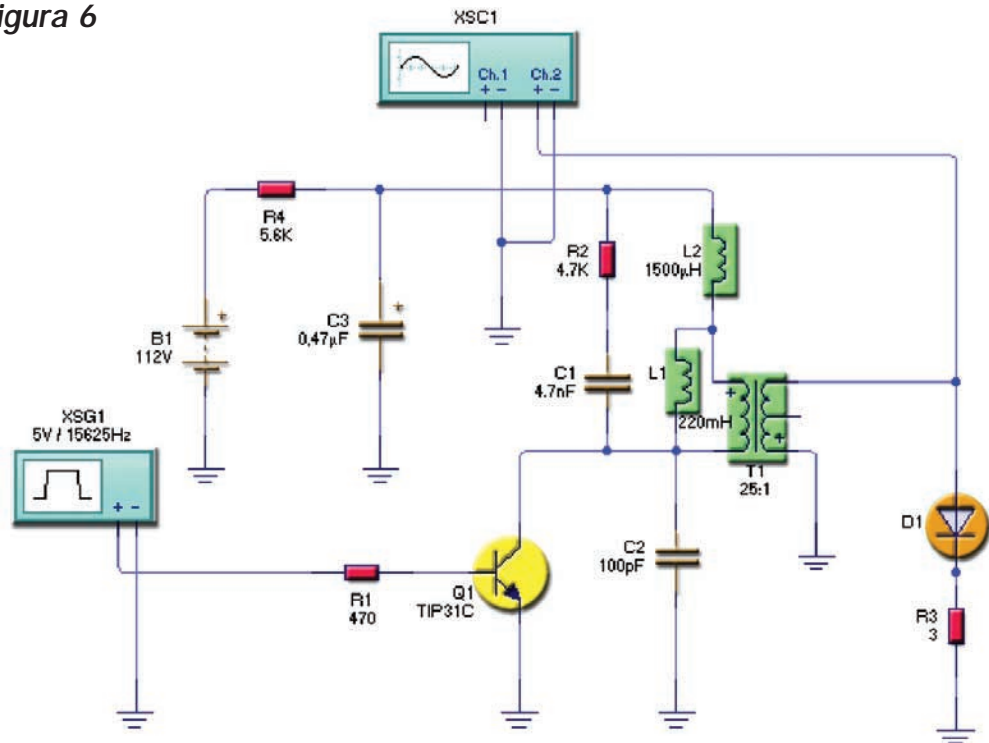 igura 6
XSC1
Ch.1
Ch.2
+ -
+ -
R4
5.6K
R2
4.7K
L2
1500µH
C3
0,47µF
+
B1
112V
+
C1
4.7nF
L1
220mH
+
+
T1
25:1
XSG1
5V / 15625Hz
+ -
D1
C2
100pF
R1
470
Q1
TIP31C
R3
3